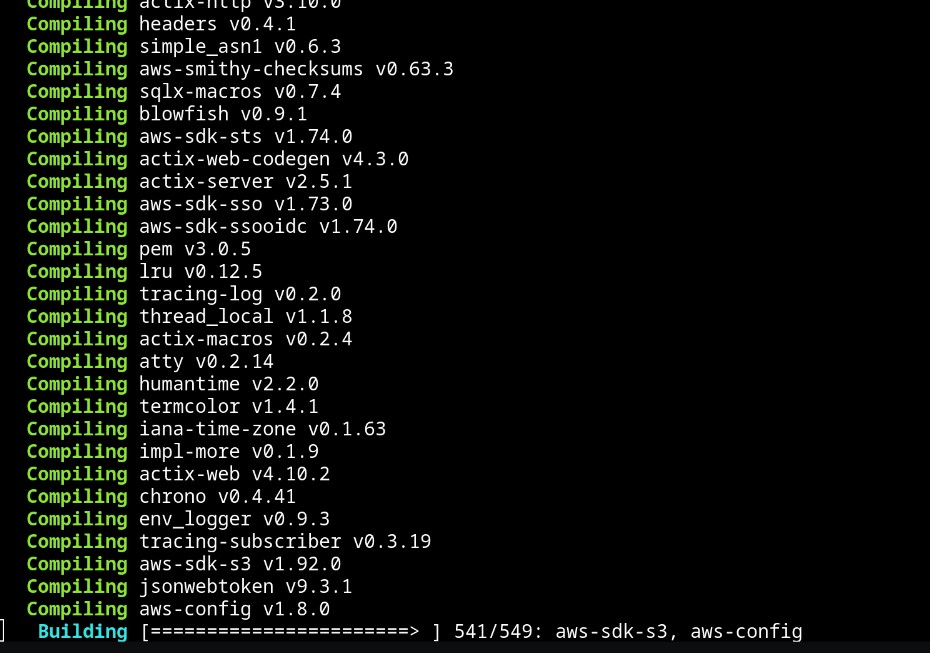 Compiling actix-http v3.10.0
Compiling headers v0.4.1
Compiling simple_asn1 v0.6.3
Compiling aws-smithy-checksums v0.63.3
Compiling sqlx-macros v0.7.4
Compiling blowfish v0.9.1
Compiling aws-sdk-sts v1.74.0
Compiling actix-web-codegen v4.3.0
Compiling actix-server v2.5.1
Compiling aws-sdk-sso v1.73.0
Compiling aws-sdk-ssooidc v1.74.0
Compiling pem v3.0.5
Compiling lru v0.12.5
Compiling tracing-log v0.2.0
Compiling thread_local v1.1.8
Compiling actix-macros v0.2.4
Compiling atty v0.2.14
Compiling humantime v2.2.0
Compiling termcolor v1.4.1
Compiling iana-time-zone v0.1.63
Compiling impl-more v0.1.9
Compiling actix-web v4.10.2
Compiling chrono v0.4.41
Compiling env_logger v0.9.3
Compiling tracing-subscriber v0.3.19
Compiling aws-sdk-s3 v1.92.0
Compiling jsonwebtoken v9.3.1
Compiling aws-config v1.8.0
Building [=======================> ] 541/549: aws-sdk-s3, aws-config